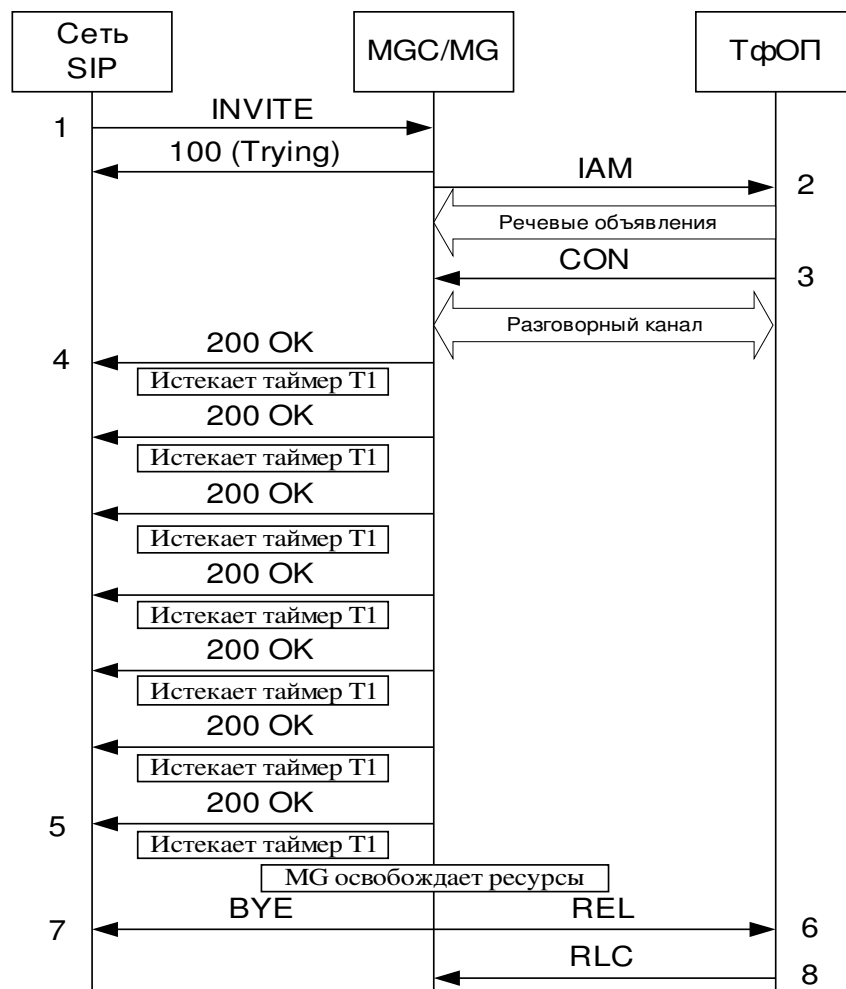 Сеть
SIP
MGC/MG
ТфОП
INVITE
1
100 (Trying)
IAM
2
Речевые объявления
CON
3
Разговорный канал
200 OK
4
Истекает таймер T1
200 OK
Истекает таймер T1
200 OK
Истекает таймер T1
200 OK
Истекает таймер T1
200 OK
Истекает таймер T1
200 OK
Истекает таймер T1
200 OK
5
Истекает таймер T1
MG освобождает ресурсы
BYE
REL
7
6
RLC
8